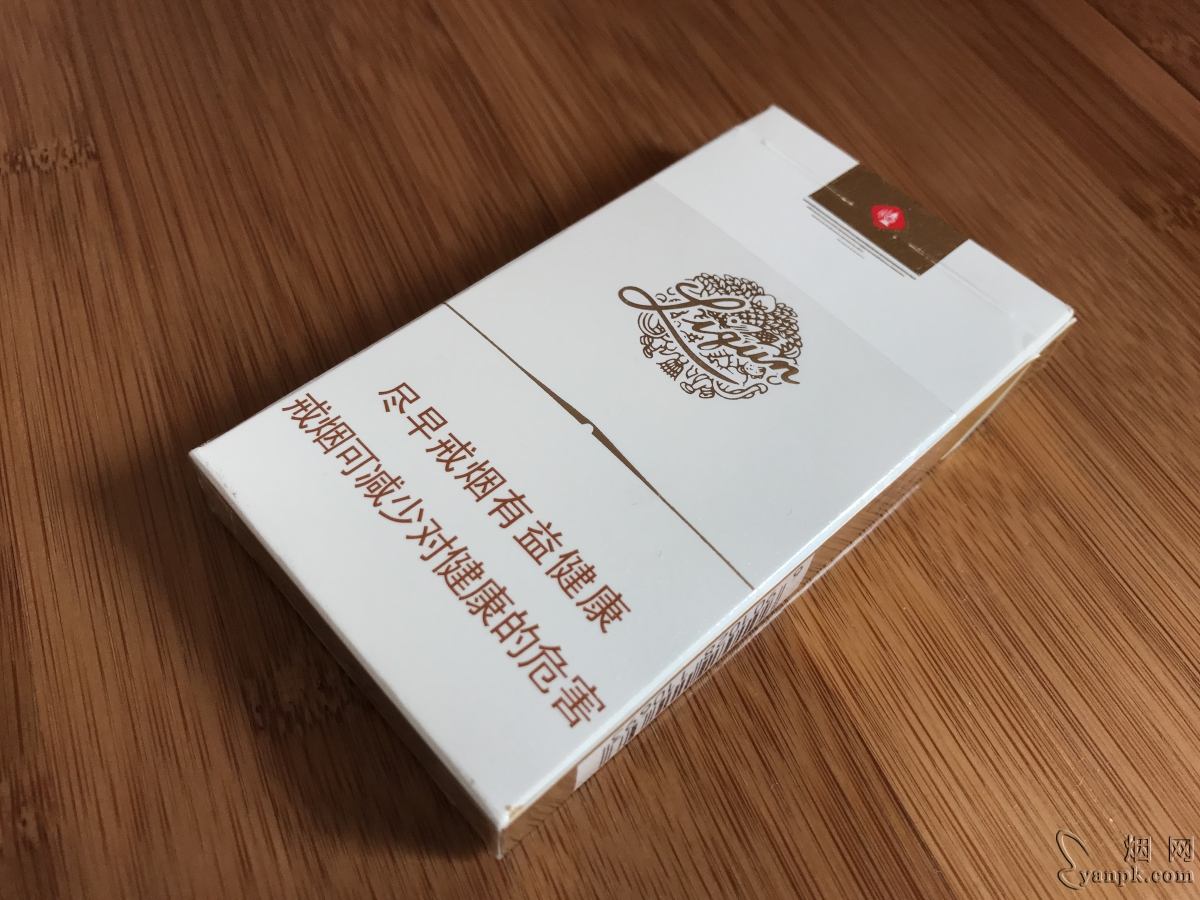 Liqun
尽早戒烟有益健康
戒烟可减少对健康的危害
烟网
yanpk.com